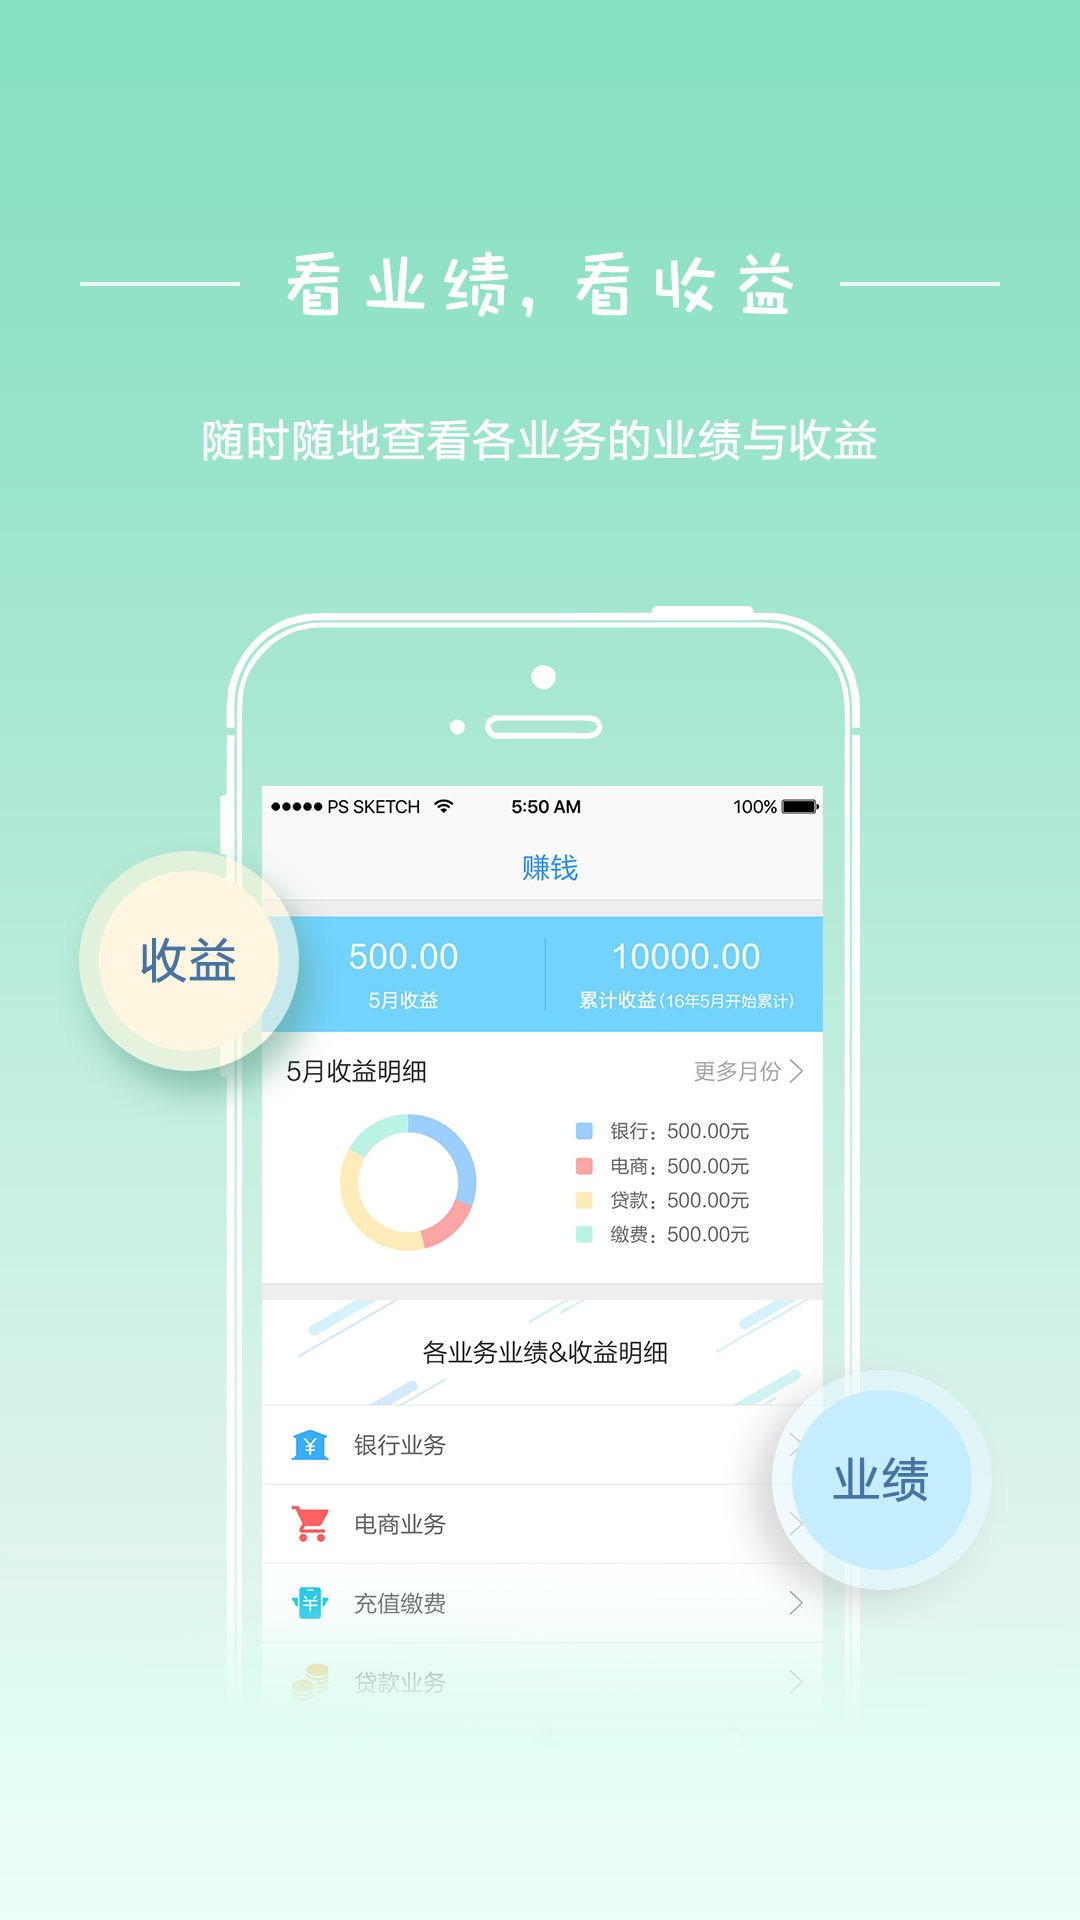 看业绩，看收益
随时随地查看各业务的业绩与收益
PS SKETCH 5:50 AM 100%
赚钱
收益
500.00 10000.00
5月收益 累计收益(16年5月开始累计)
5月收益明细 更多月份
银行：500.00元
电商：500.00元
贷款：500.00元
缴费：500.00元
各业务业绩&收益明细
银行业务
业绩
电商业务
充值缴费
贷款业务